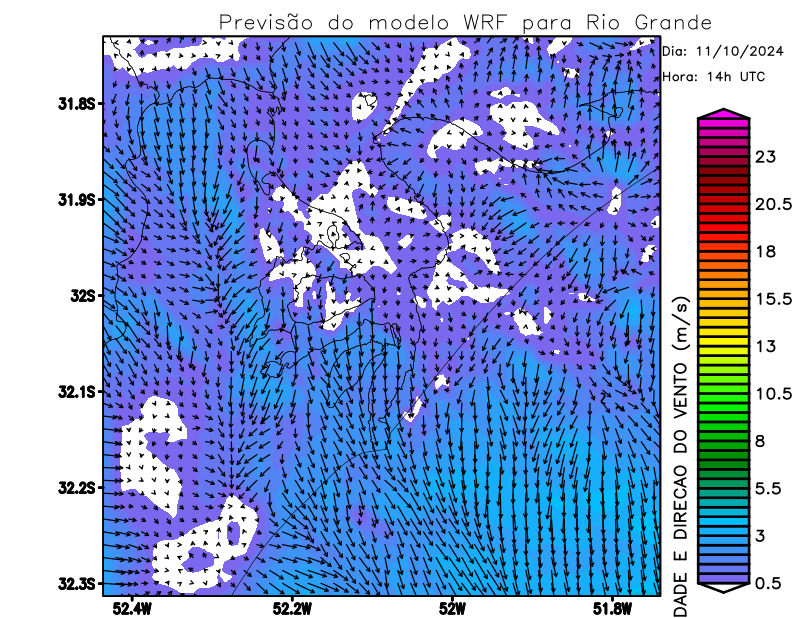 Previsão do modelo WRF para Rio Grande
Dia: 11/10/2024
Hora: 14h UTC
31.8S
31.9S
32S
32.1S
32.2S
32.3S
52.4W
52.2W
52W
51.8W
23
20.5
18
15.5
13
10.5
8
5.5
3
0.5
DADE E DIRECAO DO VENTO (m/s)